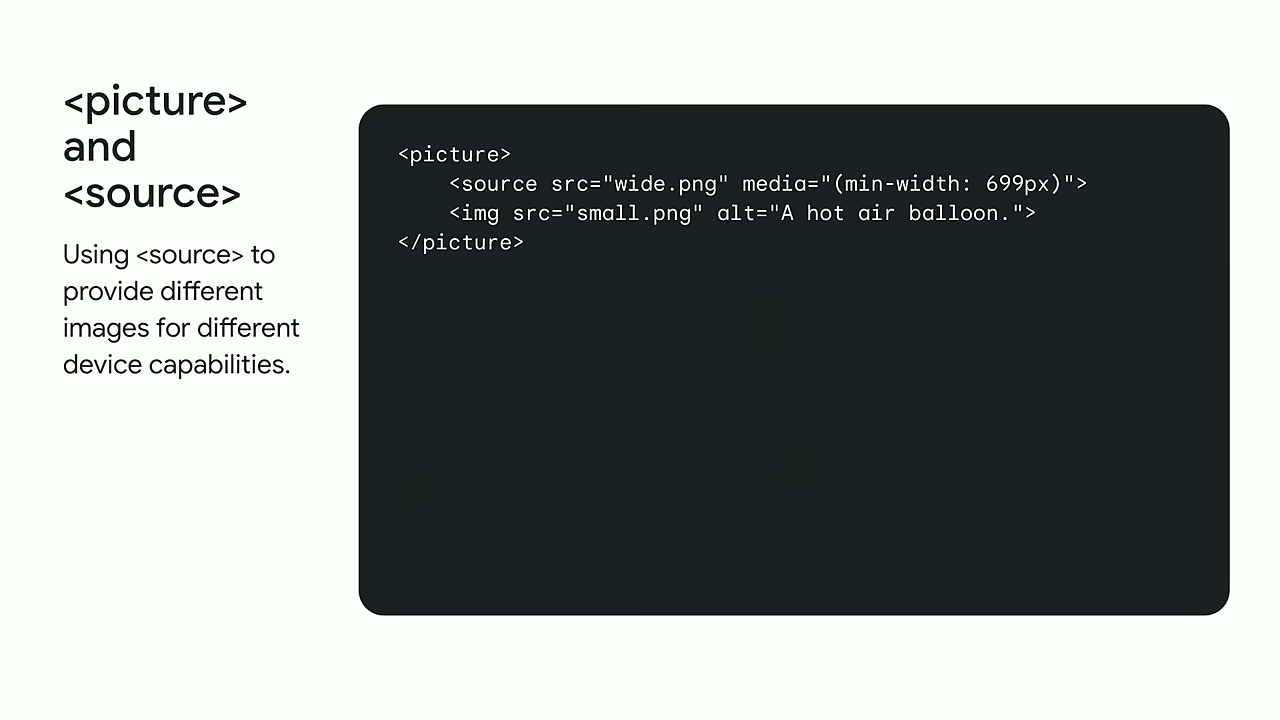 <picture>
and
<source>
Using <source> to
provide different
images for different
device capabilities.
<picture>
    <source src="wide.png" media="(min-width: 699px)">
    <img src="small.png" alt="A hot air balloon.">
</picture>